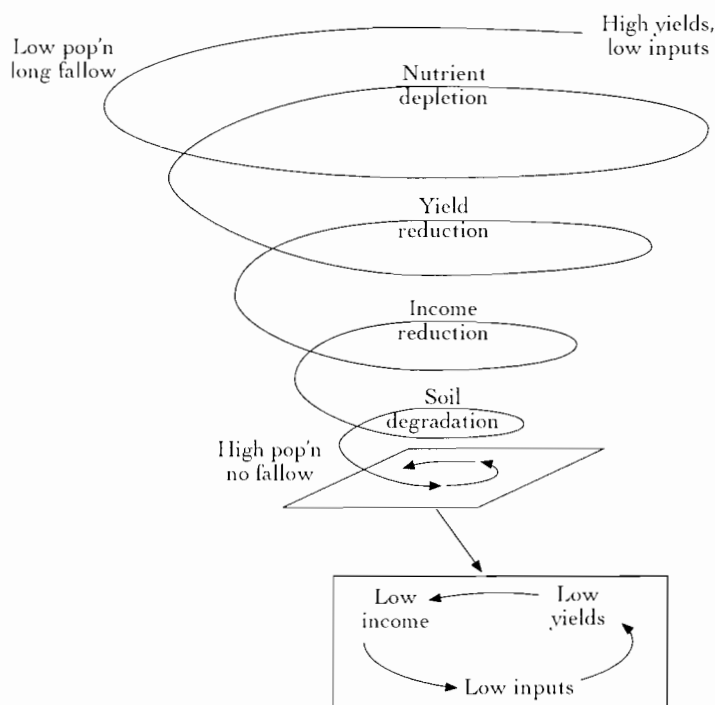 High yields,
low inputs
Low pop'n
long fallow
Nutrient
depletion
Yield
reduction
Income
reduction
Soil
degradation
High pop'n
no fallow
Low
income
Low
yields
Low inputs